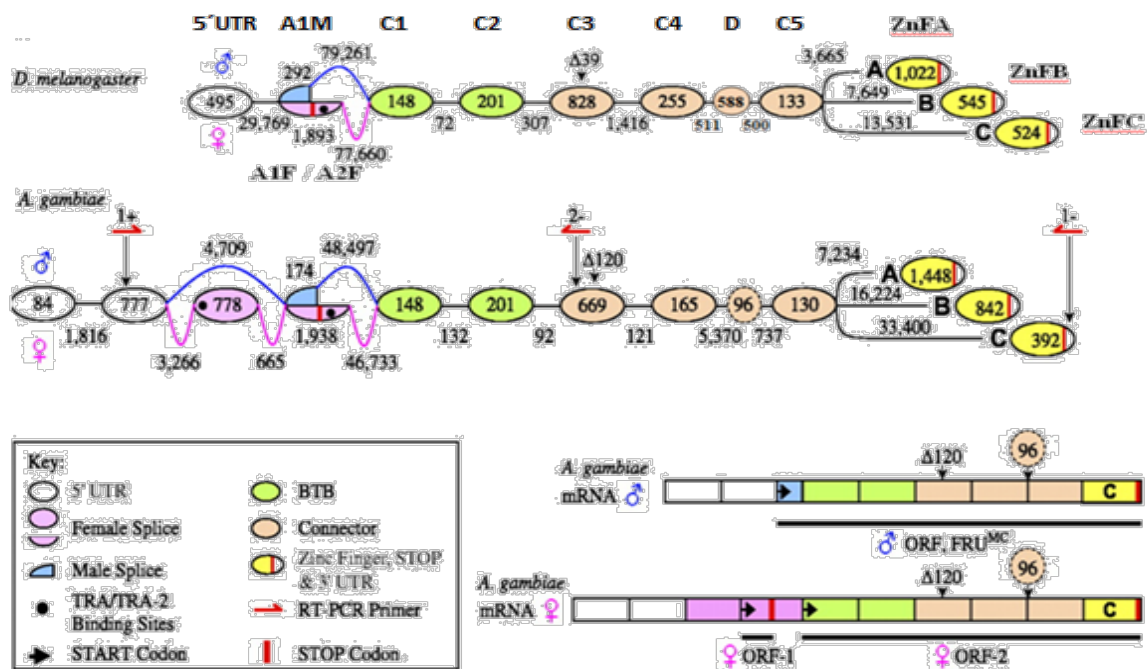 5´UTR A1M C1 C2 C3 C4 D C5 ZnFA
79,261
♂ 292 Δ39 3,665 A 1,022 ZnFB
D. melanogaster
495 148 201 828 255 588 133 7,649 B 545
29,769 1,893 72 307 1,416 511 500 13,531 C 524 ZnFC
♀ 77,660
A1F / A2F
A. gambiae
1+ 2- 1-
4,709 48,497 7,234
♂ 174 Δ120 A 1,448
84 777 778 148 201 669 165 96 130 16,224 B 842
♀ 1,816 1,938 132 92 121 5,370 737 33,400 C 392
3,266 665 46,733
Key:
5´ UTR
Female Splice
Male Splice
TRA/TRA-2
Binding Sites
START Codon
BTB
Connector
Zinc Finger, STOP
& 3´ UTR
RT-PCR Primer
STOP Codon
Δ120 96
A. gambiae
mRNA ♂ C
♂ ORF, FRU^MC
Δ120 96
A. gambiae
mRNA ♀ C
♀ ORF-1 ♀ ORF-2